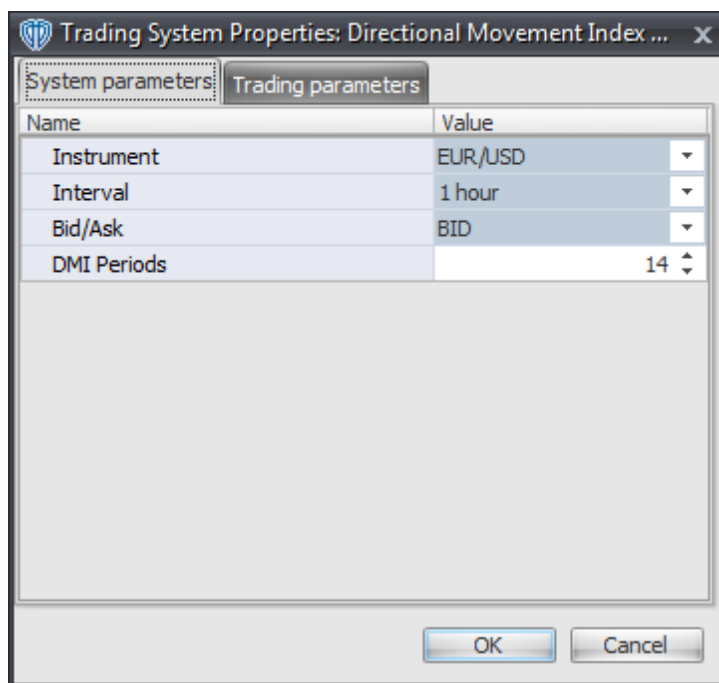 Trading System Properties: Directional Movement Index ...
System parameters Trading parameters
Name Value
Instrument EUR/USD
Interval 1 hour
Bid/Ask BID
DMI Periods 14
OK Cancel